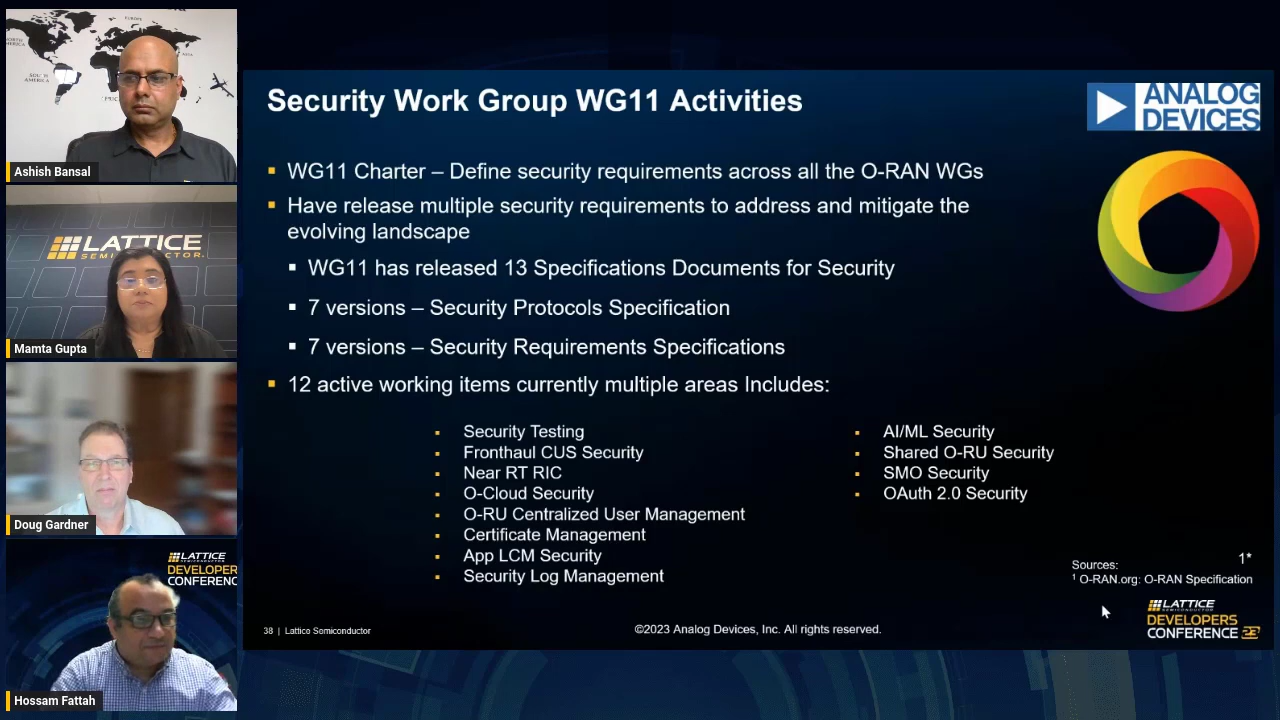 EUROPE
ASIA
Ashish Bansal
LATTICE
SEMICONDUCTOR
Mamta Gupta
Doug Gardner
LATTICE
DEVELOPER
CONFERENC
Hossam Fattah
Security Work Group WG11 Activities
ANALOG
DEVICES
WG11 Charter – Define security requirements across all the O-RAN WGs
Have release multiple security requirements to address and mitigate the
evolving landscape
WG11 has released 13 Specifications Documents for Security
7 versions – Security Protocols Specification
7 versions – Security Requirements Specifications
12 active working items currently multiple areas Includes:
Security Testing
Fronthaul CUS Security
Near RT RIC
O-Cloud Security
O-RU Centralized User Management
Certificate Management
App LCM Security
Security Log Management
AI/ML Security
Shared O-RU Security
SMO Security
OAuth 2.0 Security
1*
Sources:
1 O-RAN.org: O-RAN Specification
38 | Lattice Semiconductor
©2023 Analog Devices, Inc. All rights reserved.
LATTICE
SEMICONDUCTOR
DEVELOPERS
CONFERENCE 23